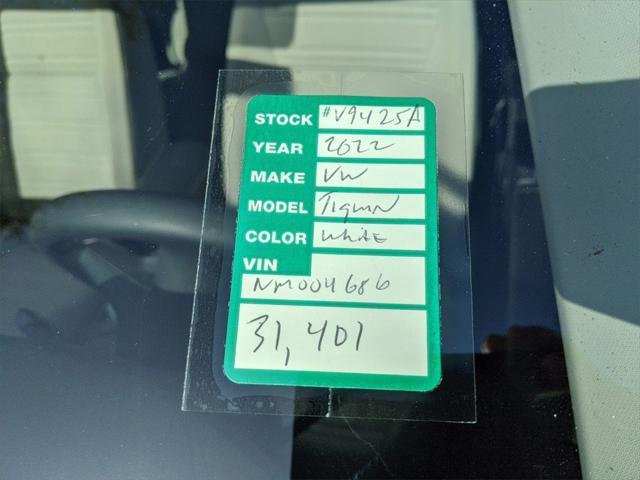 STOCK #V9425A
YEAR 2022
MAKE VW
MODEL Tiguan
COLOR White
VIN
NM004686
31,401